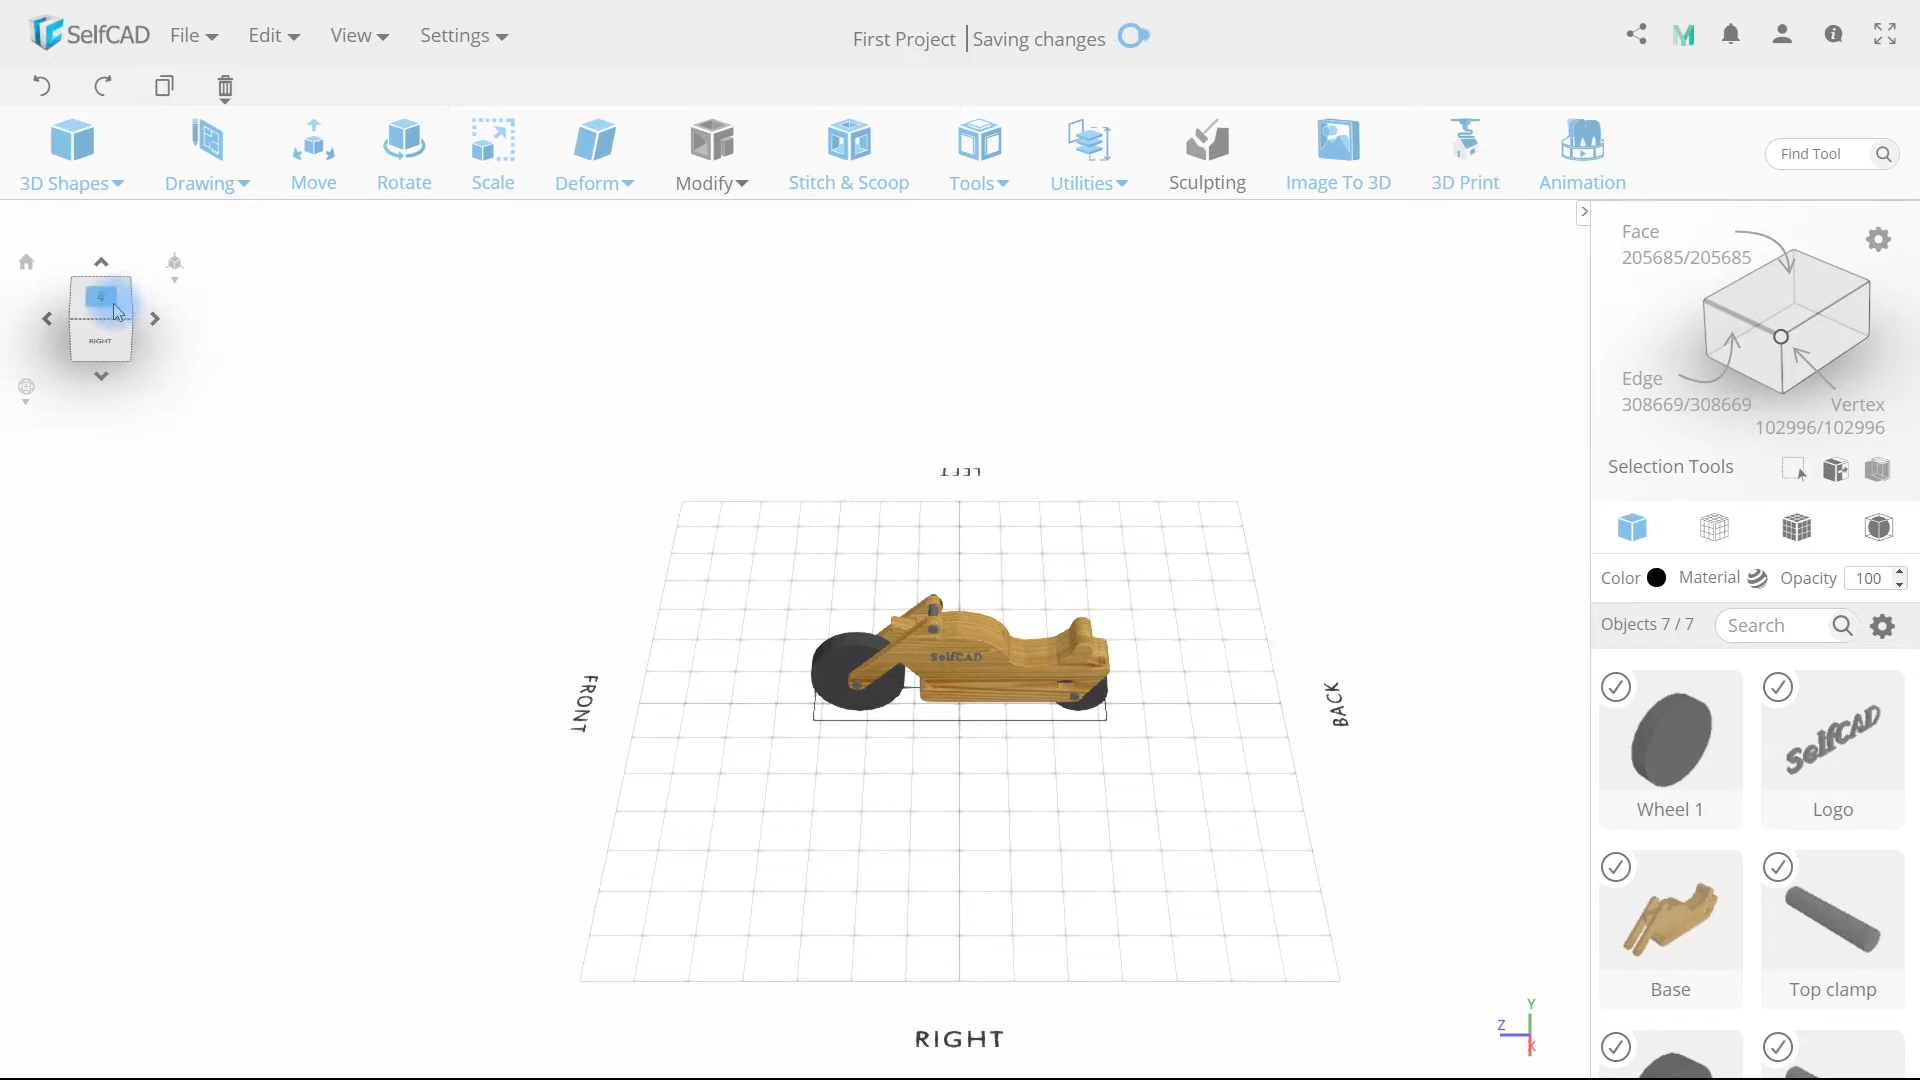 SelfCAD
File
Edit
View
Settings
First Project
Saving changes
3D Shapes
Drawing
Move
Rotate
Scale
Deform
Modify
Stitch & Scoop
Tools
Utilities
Sculpting
Image To 3D
3D Print
Animation
Find Tool
RIGHT
LEFT
FRONT
BACK
SelfCAD
RIGHT
Y
Z
X
Face
205685/205685
Edge
308669/308669
Vertex
102996/102996
Selection Tools
Color
Material
Opacity
100
Objects 7 / 7
Search
Wheel 1
SelfCAD
Logo
Base
Top clamp